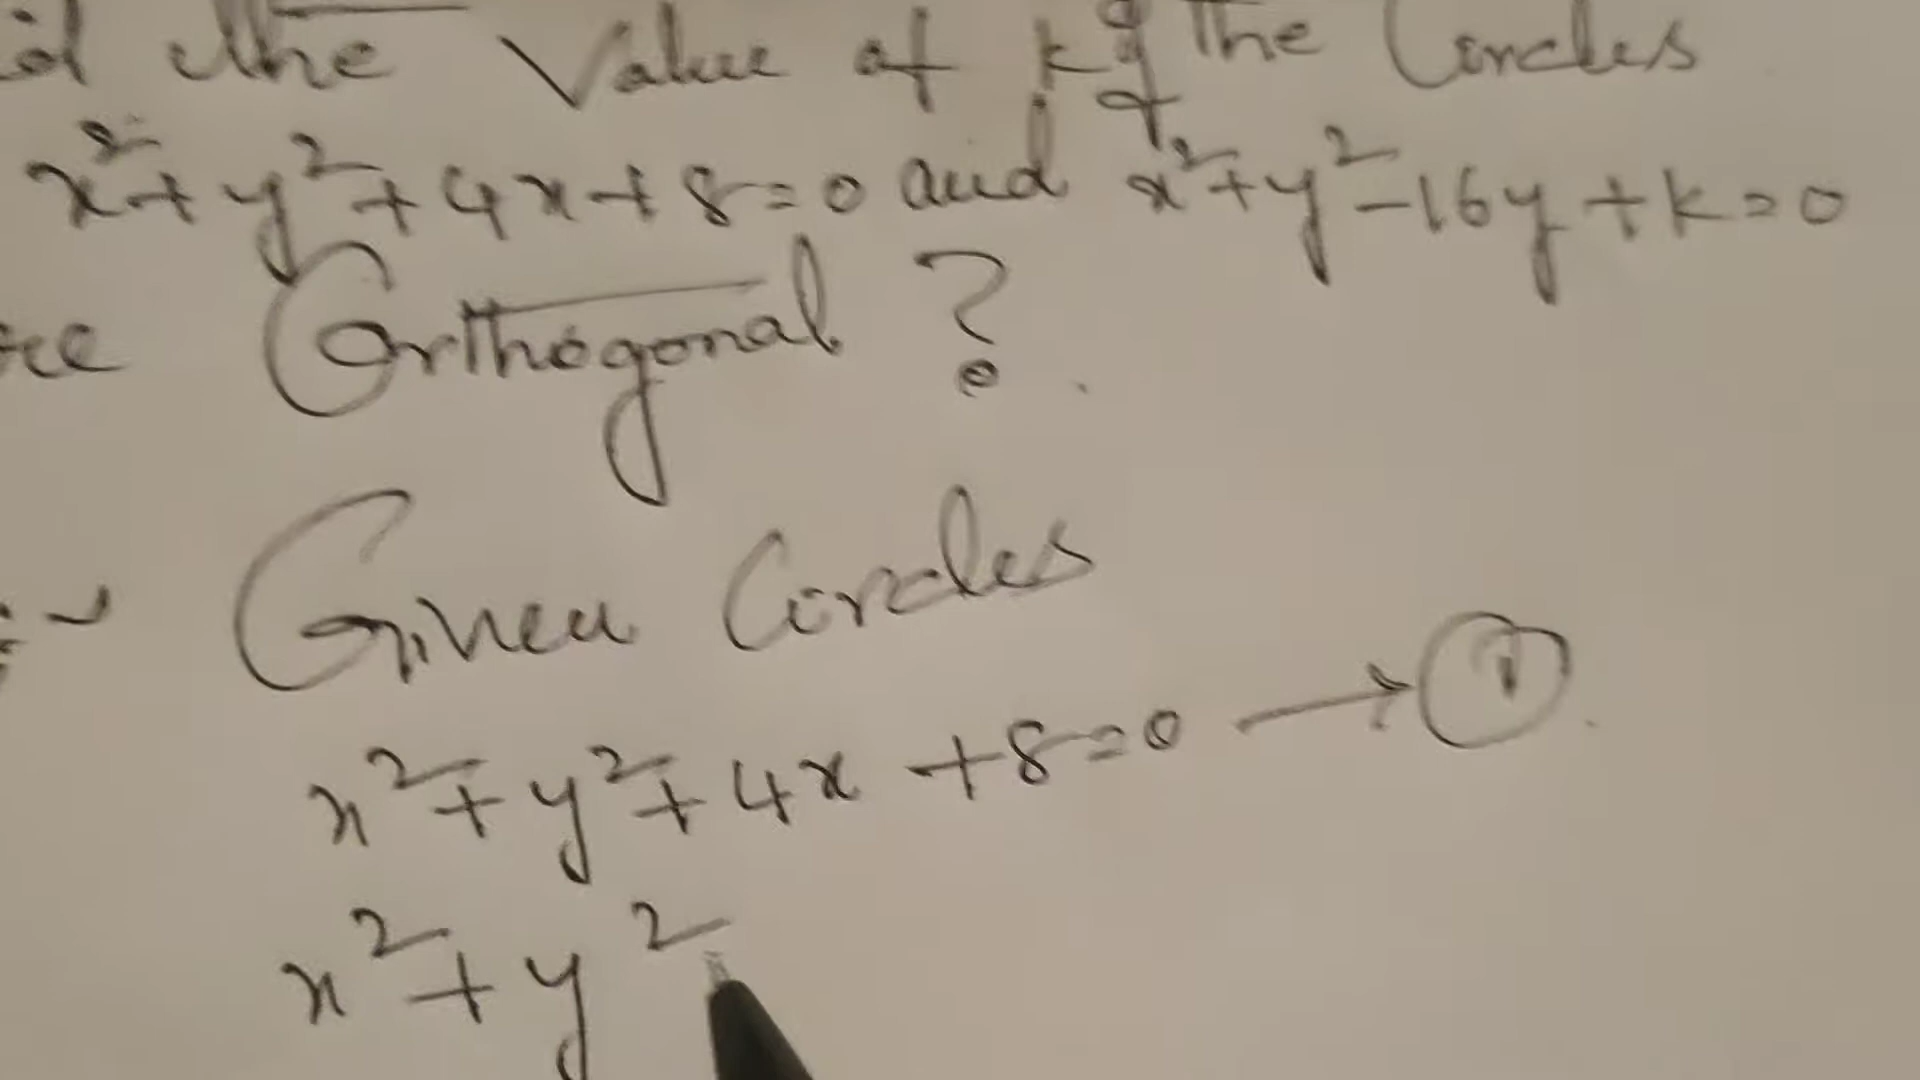 the Value of k if the Circles
x²+y²+4x+8=0 and x²+y²-16y+k=0
Orthogonal ?
Given Circles
x²+y²+4x+8=0 → ①
x²+y²